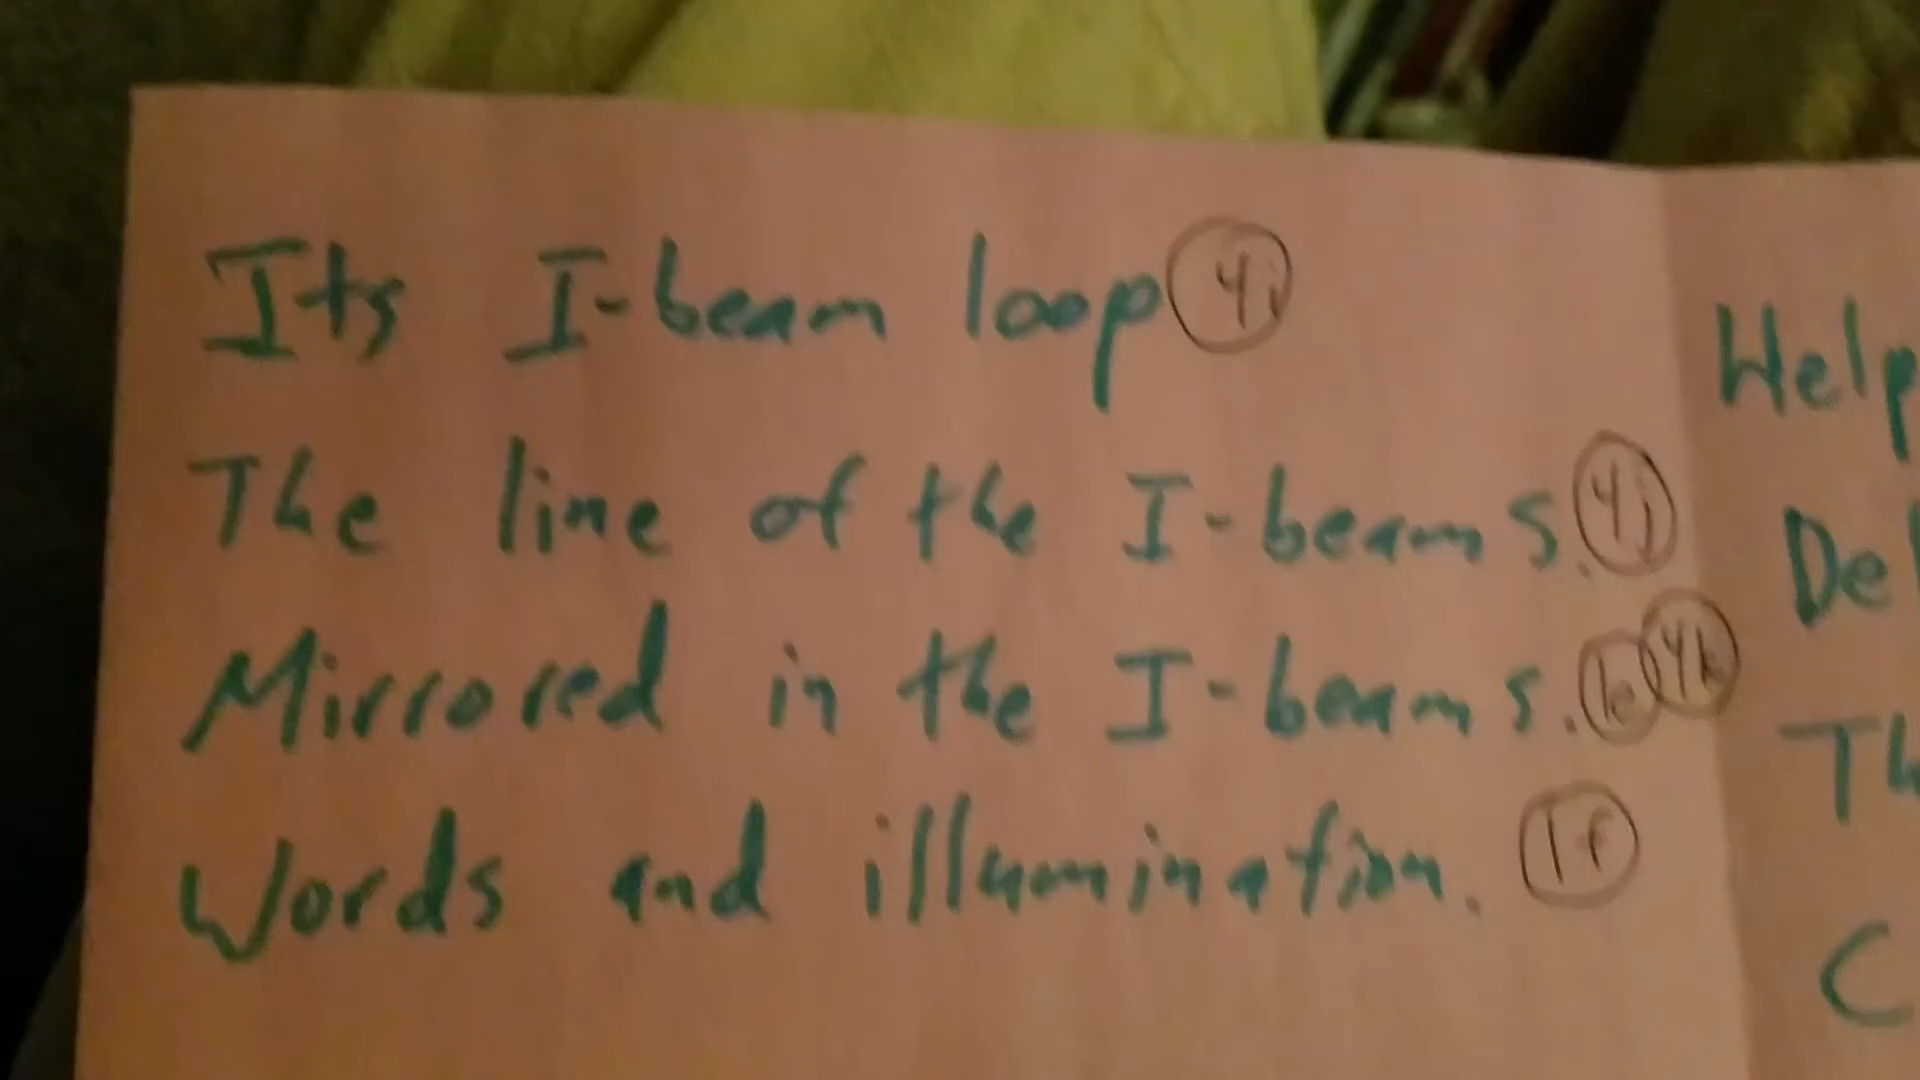 Its I-beam loop 4i
The line of the I-beams. 4j
Mirrored in the I-beams. 1e 4k
Words and illumination. 1f
Help
De
Th
C